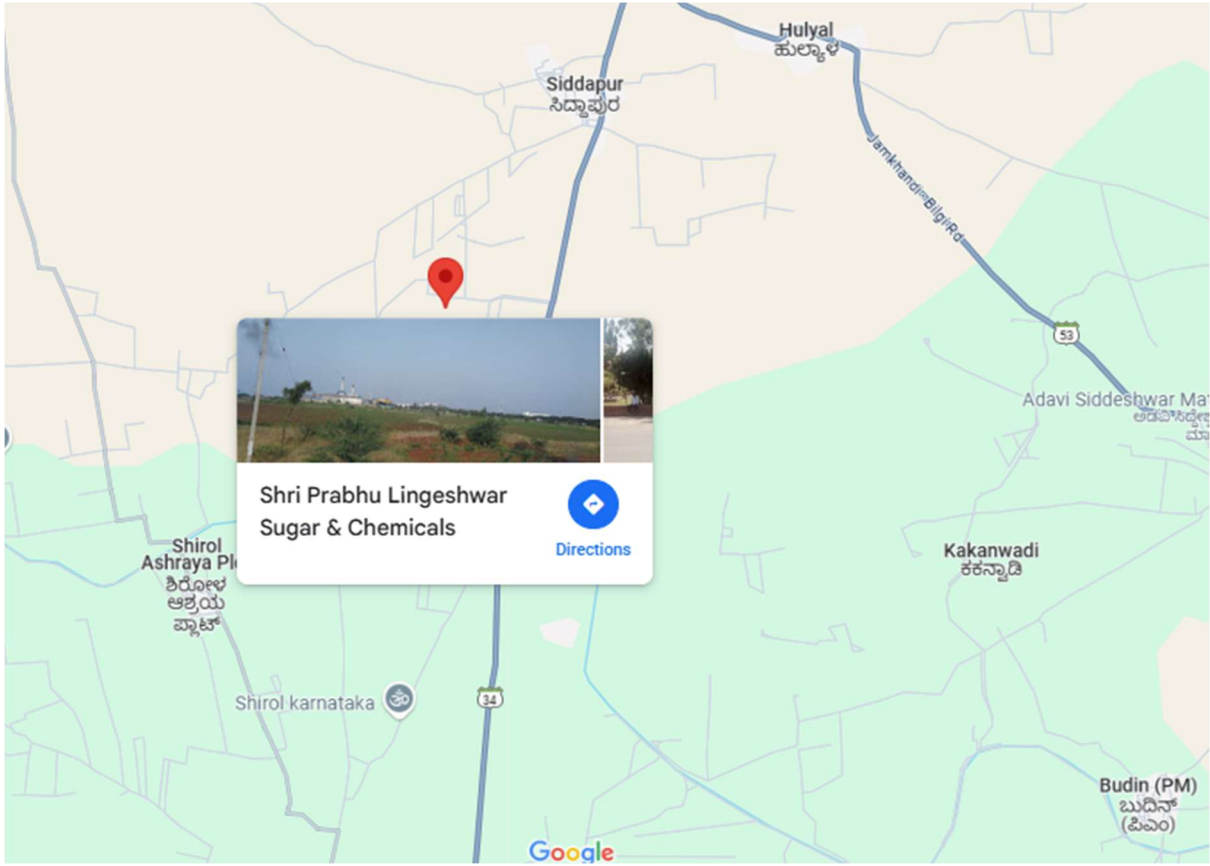 Hulyal
ಹುಲ್ಯಾಳ
Siddapur
ಸಿದ್ದಾಪುರ
Jamkhandi-Bilgi Rd
53
Adavi Siddeshwar Mat
ಮಾ
Shri Prabhu Lingeshwar
Sugar & Chemicals
Directions
Shirol
Ashraya Pl
ಶಿರೋಳ
ಆಶ್ರಯ
ಪ್ಲಾಟ್
Kakanwadi
ಕಕನ್ವಾಡಿ
Shirol karnataka
34
Budin (PM)
ಬುದಿನ್
(ಪಿಎಂ)
Google